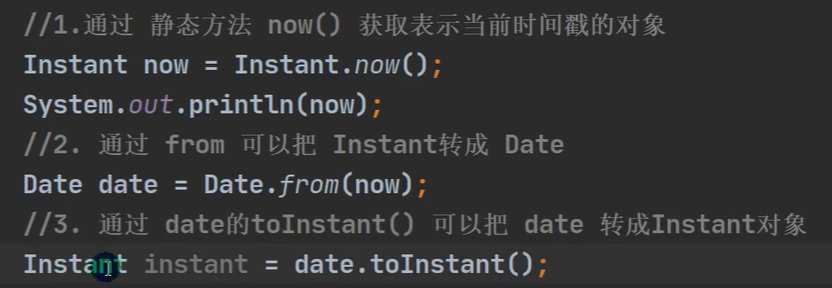 //1.通过 静态方法 now() 获取表示当前时间戳的对象
Instant now = Instant.now();
System.out.println(now);
//2. 通过 from 可以把 Instant转成 Date
Date date = Date.from(now);
//3. 通过 date的toInstant() 可以把 date 转成Instant对象
Instant instant = date.toInstant();